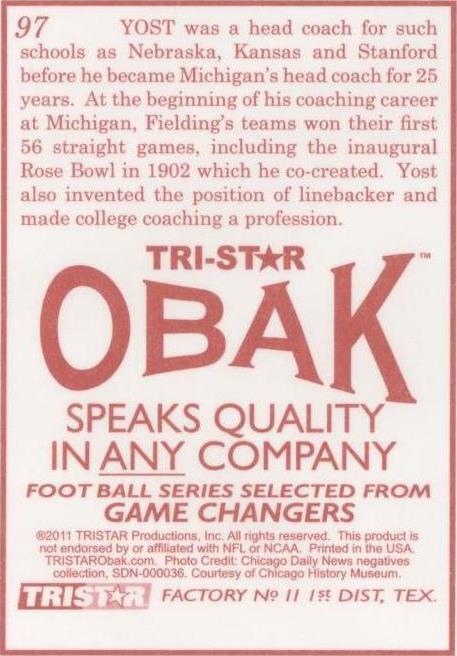 97 YOST was a head coach for such
schools as Nebraska, Kansas and Stanford
before he became Michigan's head coach for 25
years. At the beginning of his coaching career
at Michigan, Fielding's teams won their first
56 straight games, including the inaugural
Rose Bowl in 1902 which he co-created. Yost
also invented the position of linebacker and
made college coaching a profession.
TRI-ST★R
OBAK™
SPEAKS QUALITY
IN ANY COMPANY
FOOT BALL SERIES SELECTED FROM
GAME CHANGERS
®2011 TRISTAR Productions, Inc. All rights reserved. This product is
not endorsed by or affiliated with NFL or NCAA. Printed in the USA.
TRISTARObak.com. Photo Credit: Chicago Daily News negatives
collection, SDN-000036. Courtesy of Chicago History Museum.
TRIST★R FACTORY Nº 11 1st DIST, TEX.